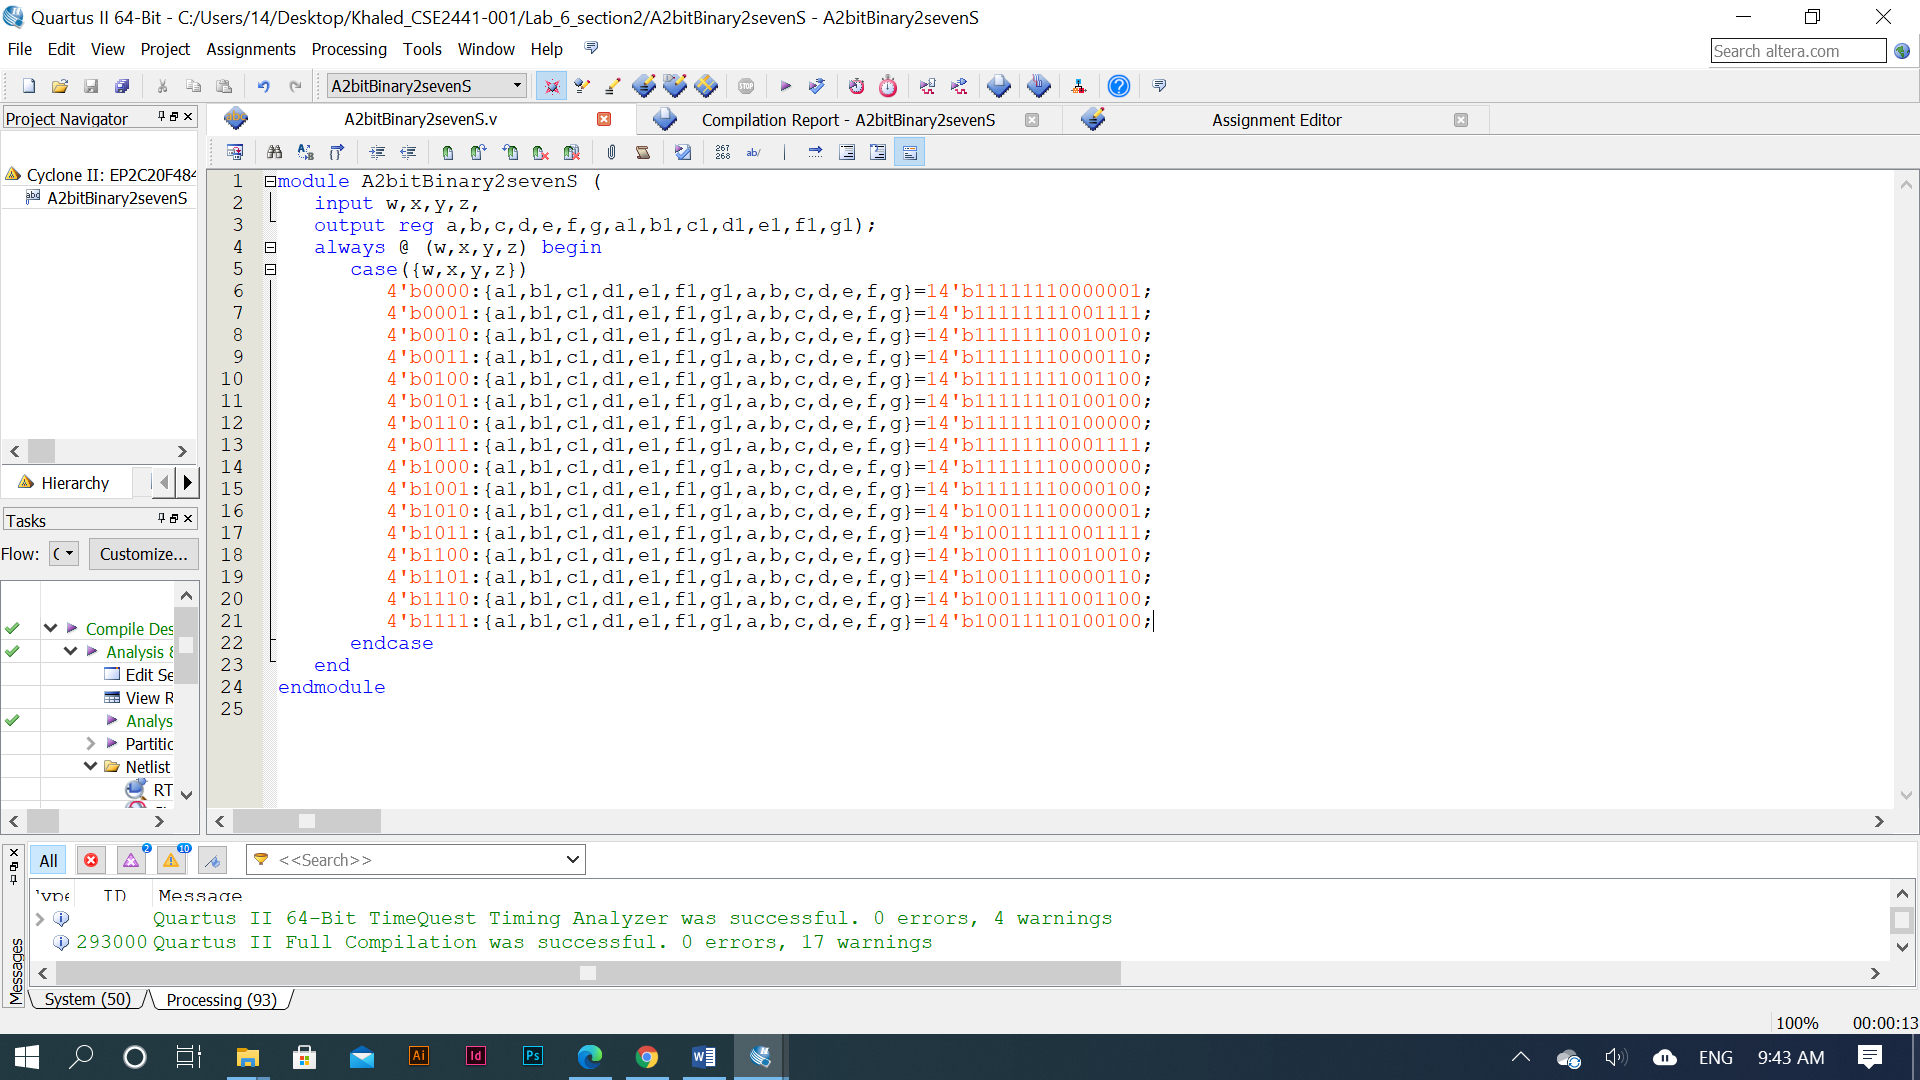 Quartus II 64-Bit - C:/Users/14/Desktop/Khaled_CSE2441-001/Lab_6_section2/A2bitBinary2sevenS - A2bitBinary2sevenS
File Edit View Project Assignments Processing Tools Window Help
Search altera.com
A2bitBinary2sevenS
Project Navigator
A2bitBinary2sevenS.v
Compilation Report - A2bitBinary2sevenS
Assignment Editor
Cyclone II: EP2C20F484
A2bitBinary2sevenS
Hierarchy
Tasks
Flow: Customize...
Compile Des
Analysis &
Edit Se
View R
Analys
Partitic
Netlist
RT
1 module A2bitBinary2sevenS (
2 input w,x,y,z,
3 output reg a,b,c,d,e,f,g,a1,b1,c1,d1,e1,f1,g1);
4 always @ (w,x,y,z) begin
5 case({w,x,y,z})
6 4'b0000:{a1,b1,c1,d1,e1,f1,g1,a,b,c,d,e,f,g}=14'b11111110000001;
7 4'b0001:{a1,b1,c1,d1,e1,f1,g1,a,b,c,d,e,f,g}=14'b11111111001111;
8 4'b0010:{a1,b1,c1,d1,e1,f1,g1,a,b,c,d,e,f,g}=14'b11111110010010;
9 4'b0011:{a1,b1,c1,d1,e1,f1,g1,a,b,c,d,e,f,g}=14'b11111110000110;
10 4'b0100:{a1,b1,c1,d1,e1,f1,g1,a,b,c,d,e,f,g}=14'b11111111001100;
11 4'b0101:{a1,b1,c1,d1,e1,f1,g1,a,b,c,d,e,f,g}=14'b11111110100100;
12 4'b0110:{a1,b1,c1,d1,e1,f1,g1,a,b,c,d,e,f,g}=14'b11111110100000;
13 4'b0111:{a1,b1,c1,d1,e1,f1,g1,a,b,c,d,e,f,g}=14'b11111110001111;
14 4'b1000:{a1,b1,c1,d1,e1,f1,g1,a,b,c,d,e,f,g}=14'b11111110000000;
15 4'b1001:{a1,b1,c1,d1,e1,f1,g1,a,b,c,d,e,f,g}=14'b11111110000100;
16 4'b1010:{a1,b1,c1,d1,e1,f1,g1,a,b,c,d,e,f,g}=14'b10011110000001;
17 4'b1011:{a1,b1,c1,d1,e1,f1,g1,a,b,c,d,e,f,g}=14'b10011111001111;
18 4'b1100:{a1,b1,c1,d1,e1,f1,g1,a,b,c,d,e,f,g}=14'b10011110010010;
19 4'b1101:{a1,b1,c1,d1,e1,f1,g1,a,b,c,d,e,f,g}=14'b10011110000110;
20 4'b1110:{a1,b1,c1,d1,e1,f1,g1,a,b,c,d,e,f,g}=14'b10011111001100;
21 4'b1111:{a1,b1,c1,d1,e1,f1,g1,a,b,c,d,e,f,g}=14'b10011110100100;
22 endcase
23 end
24 endmodule
25
All 2 10 <<Search>>
ID Message
Quartus II 64-Bit TimeQuest Timing Analyzer was successful. 0 errors, 4 warnings
293000 Quartus II Full Compilation was successful. 0 errors, 17 warnings
Messages
System (50) Processing (93)
100% 00:00:13
Ai Id Ps ENG 9:43 AM